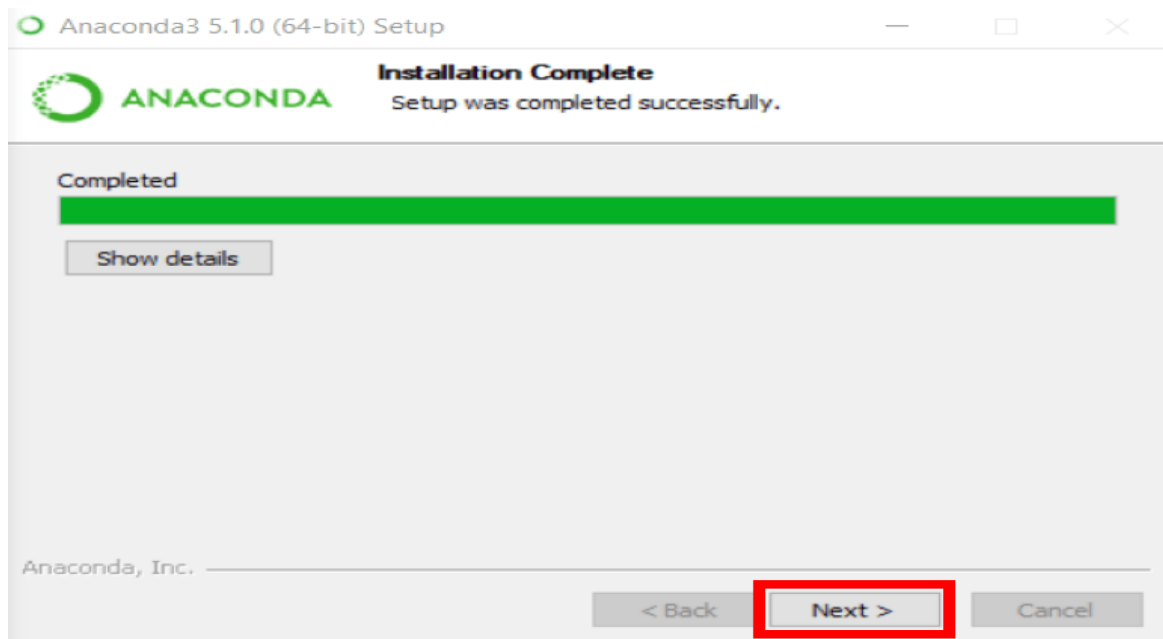 Anaconda3 5.1.0 (64-bit) Setup
ANACONDA
Installation Complete
Setup was completed successfully.
Completed
Show details
Anaconda, Inc.
< Back
Next >
Cancel